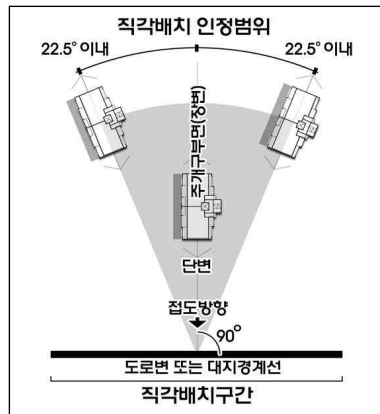 직각배치 인정범위
22.5° 이내
22.5° 이내
주개구부면(장변)
단변
접도방향
90°
도로변 또는 대지경계선
직각배치구간